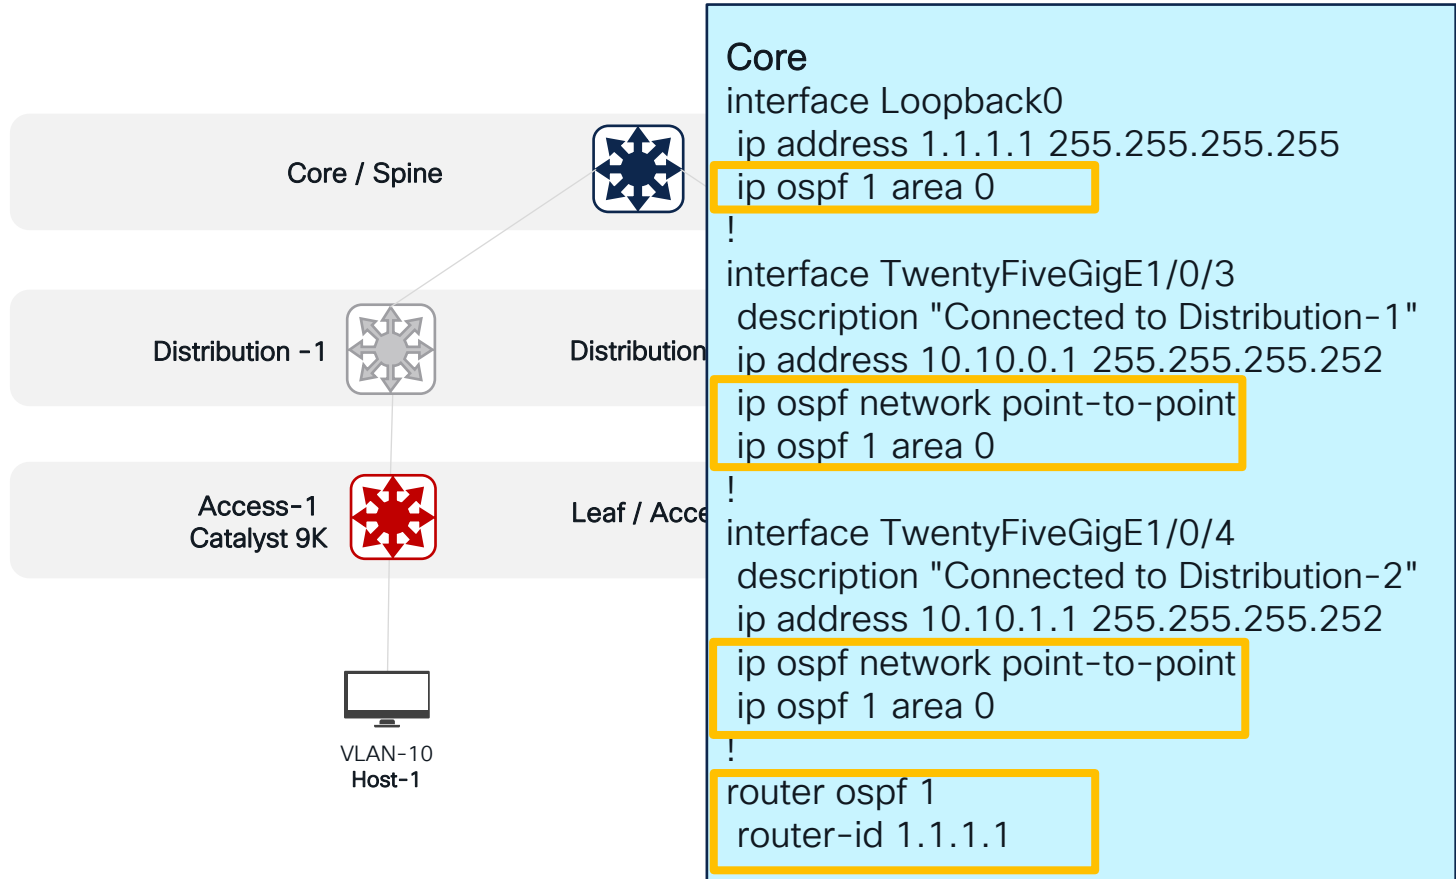 Core / Spine
Distribution -1
Distribution
Access-1
Catalyst 9K
Leaf / Acce
VLAN-10
Host-1
Core
interface Loopback0
ip address 1.1.1.1 255.255.255.255
ip ospf 1 area 0
!
interface TwentyFiveGigE1/0/3
description "Connected to Distribution-1"
ip address 10.10.0.1 255.255.255.252
ip ospf network point-to-point
ip ospf 1 area 0
!
interface TwentyFiveGigE1/0/4
description "Connected to Distribution-2"
ip address 10.10.1.1 255.255.255.252
ip ospf network point-to-point
ip ospf 1 area 0
!
router ospf 1
router-id 1.1.1.1